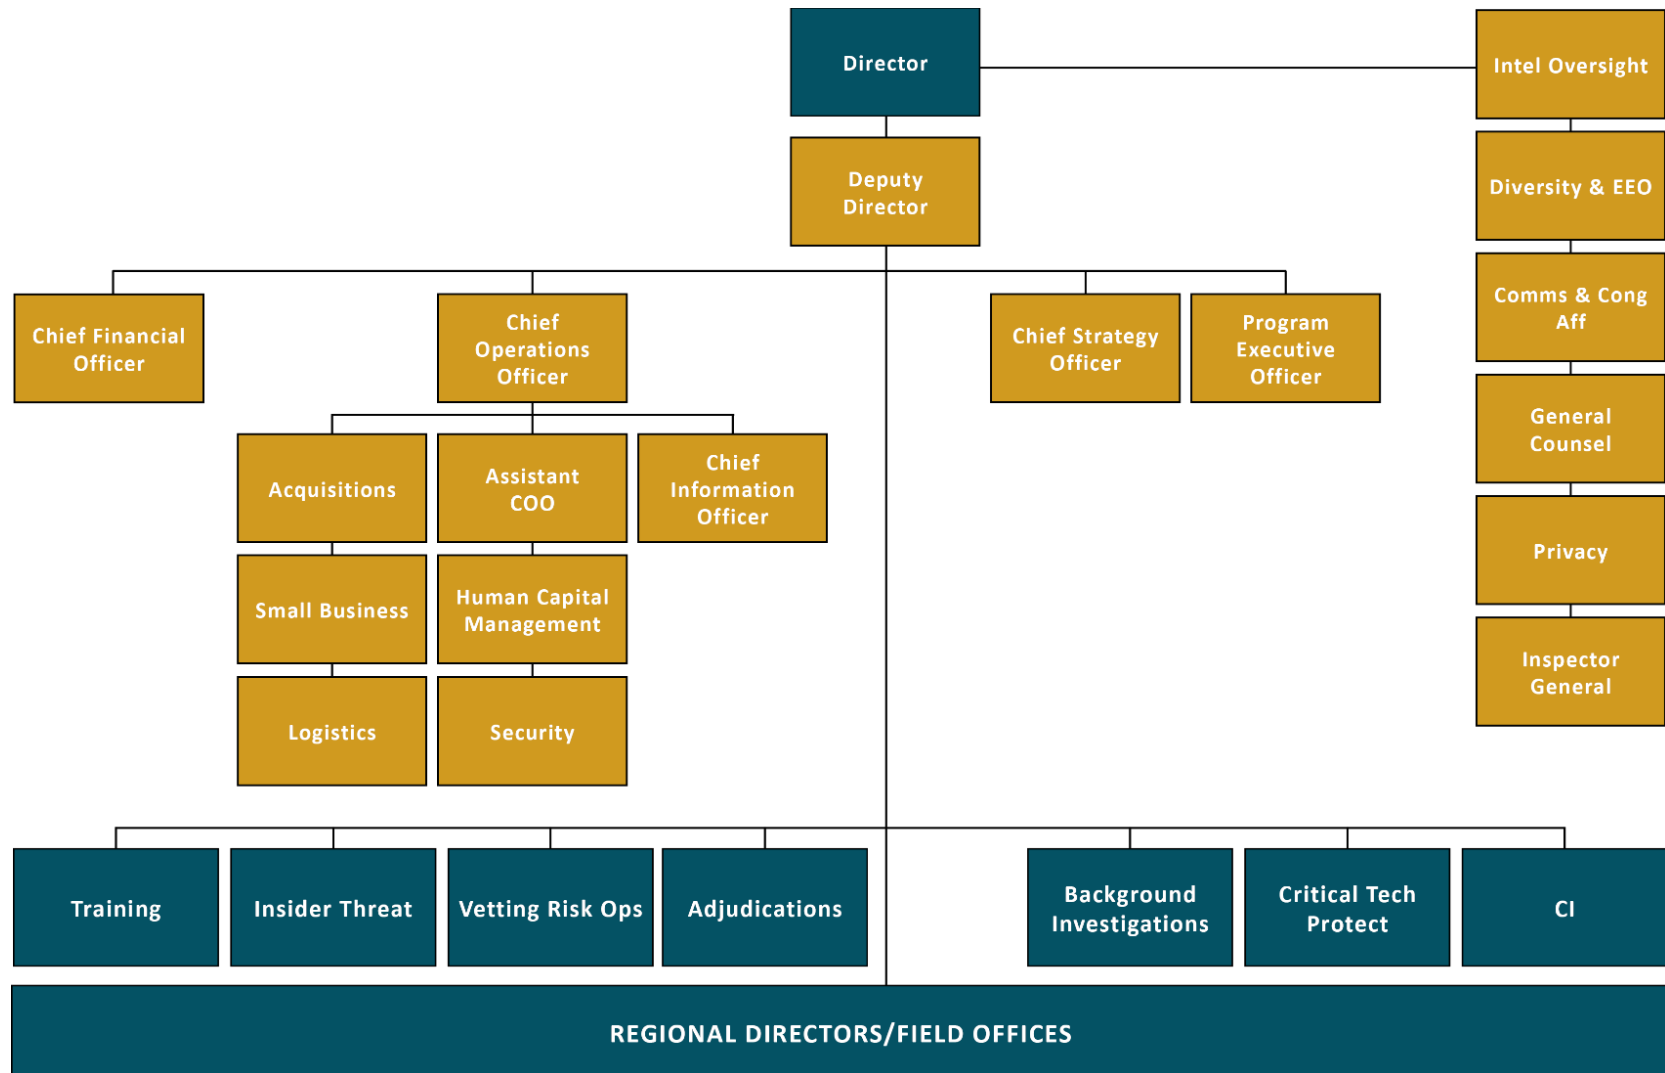 Director
Intel Oversight
Deputy
Director
Diversity & EEO
Comms & Cong
Aff
General
Counsel
Privacy
Inspector
General
Chief Financial
Officer
Chief
Operations
Officer
Chief Strategy
Officer
Program
Executive
Officer
Acquisitions
Assistant
COO
Chief
Information
Officer
Small Business
Human Capital
Management
Logistics
Security
Training
Insider Threat
Vetting Risk Ops
Adjudications
Background
Investigations
Critical Tech
Protect
CI
REGIONAL DIRECTORS/FIELD OFFICES